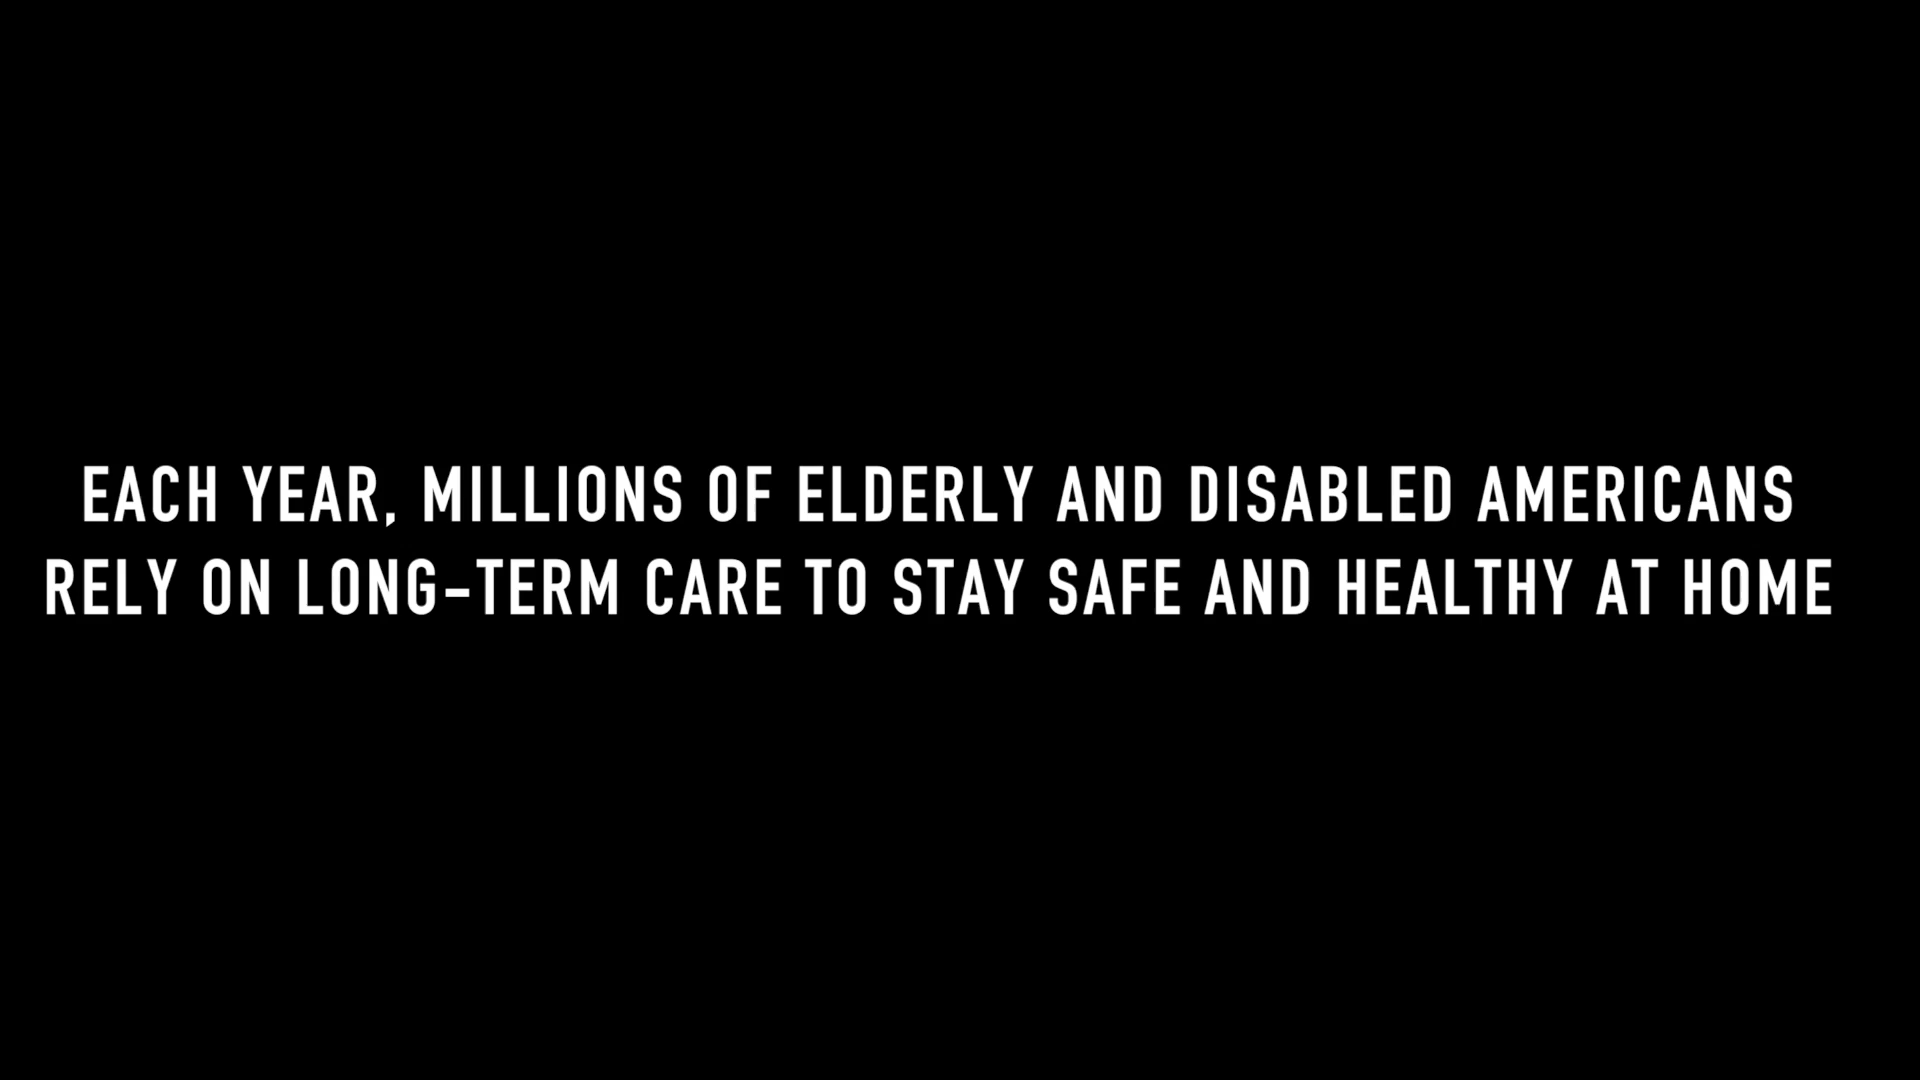 EACH YEAR, MILLIONS OF ELDERLY AND DISABLED AMERICANS
RELY ON LONG-TERM CARE TO STAY SAFE AND HEALTHY AT HOME